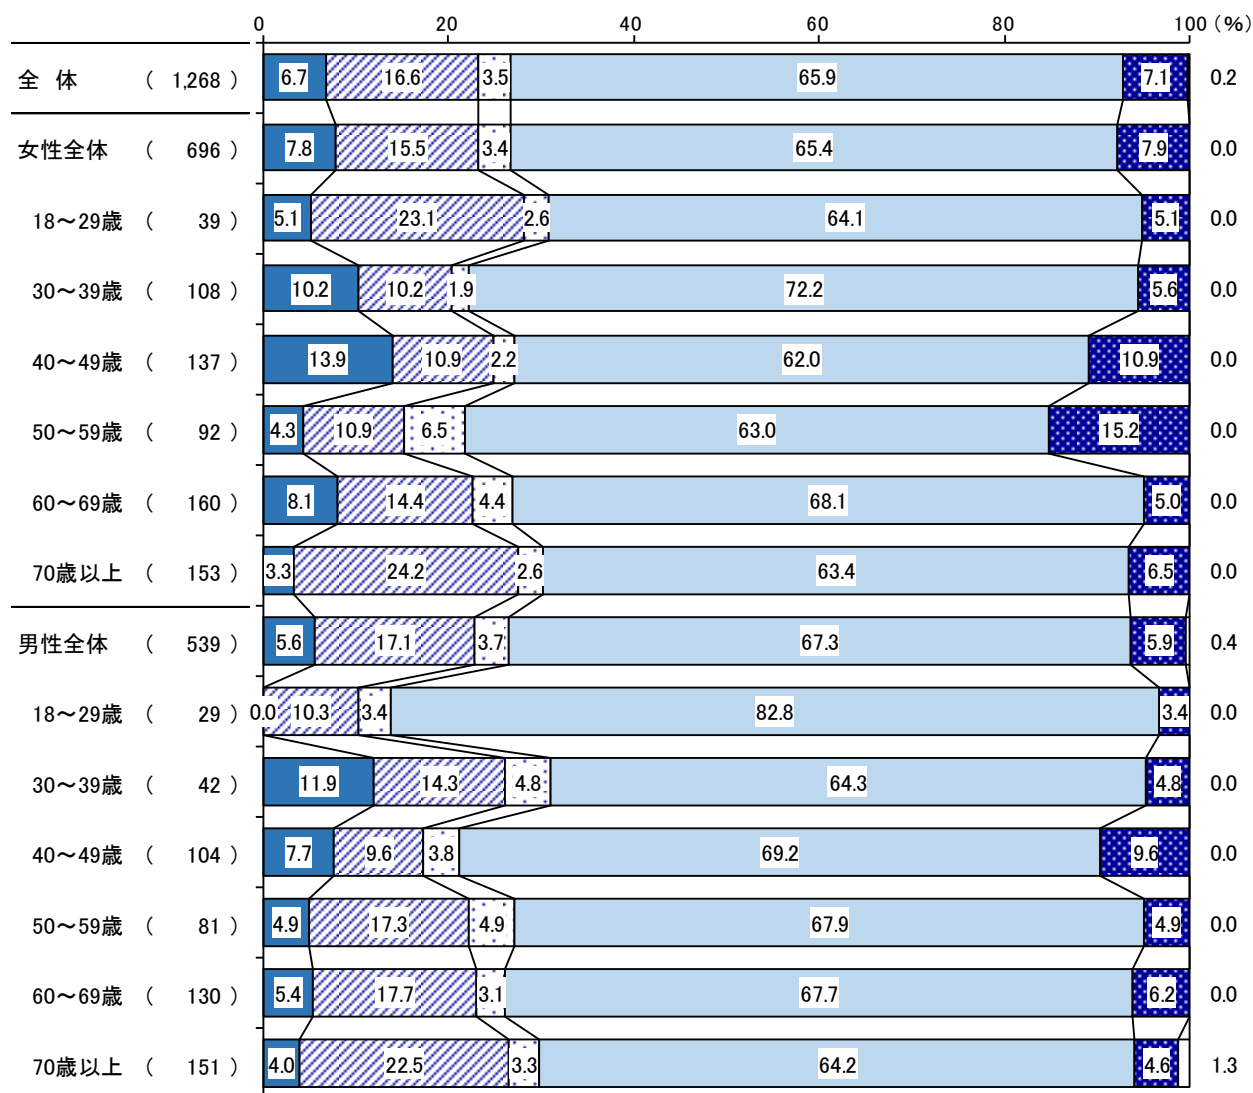 0 20 40 60 80 100 (%)
全 体 ( 1,268 ) 6.7 16.6 3.5 65.9 7.1 0.2
女性全体 ( 696 ) 7.8 15.5 3.4 65.4 7.9 0.0
18～29歳 ( 39 ) 5.1 23.1 2.6 64.1 5.1 0.0
30～39歳 ( 108 ) 10.2 10.2 1.9 72.2 5.6 0.0
40～49歳 ( 137 ) 13.9 10.9 2.2 62.0 10.9 0.0
50～59歳 ( 92 ) 4.3 10.9 6.5 63.0 15.2 0.0
60～69歳 ( 160 ) 8.1 14.4 4.4 68.1 5.0 0.0
70歳以上 ( 153 ) 3.3 24.2 2.6 63.4 6.5 0.0
男性全体 ( 539 ) 5.6 17.1 3.7 67.3 5.9 0.4
18～29歳 ( 29 ) 0.0 10.3 3.4 82.8 3.4 0.0
30～39歳 ( 42 ) 11.9 14.3 4.8 64.3 4.8 0.0
40～49歳 ( 104 ) 7.7 9.6 3.8 69.2 9.6 0.0
50～59歳 ( 81 ) 4.9 17.3 4.9 67.9 4.9 0.0
60～69歳 ( 130 ) 5.4 17.7 3.1 67.7 6.2 0.0
70歳以上 ( 151 ) 4.0 22.5 3.3 64.2 4.6 1.3